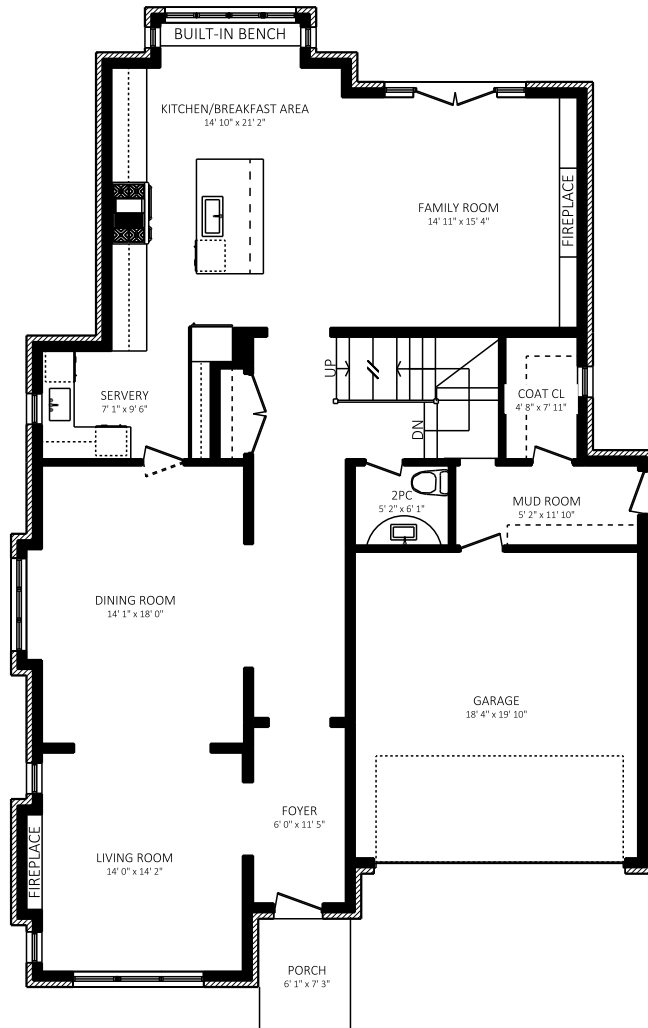 BUILT-IN BENCH
KITCHEN/BREAKFAST AREA
14' 10" x 21' 2"
FAMILY ROOM
14' 11" x 15' 4"
FIREPLACE
UP
DN
COAT CL
4' 8" x 7' 11"
SERVERY
7' 1" x 9' 6"
2PC
5' 2" x 6' 1"
MUD ROOM
5' 2" x 11' 10"
DINING ROOM
14' 1" x 18' 0"
GARAGE
18' 4" x 19' 10"
FOYER
6' 0" x 11' 5"
FIREPLACE
LIVING ROOM
14' 0" x 14' 2"
PORCH
6' 1" x 7' 3"